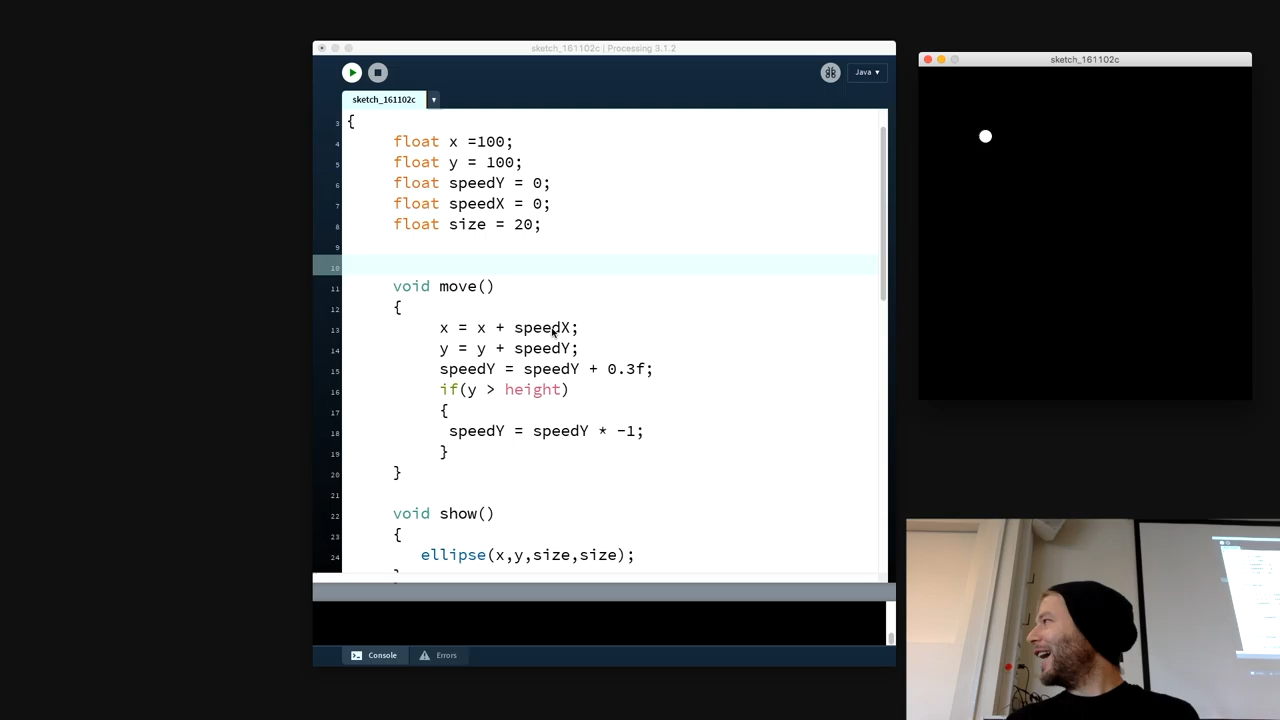 sketch_161102c | Processing 3.1.2
Java ▾
sketch_161102c
3 {
4 float x =100;
5 float y = 100;
6 float speedY = 0;
7 float speedX = 0;
8 float size = 20;
9
10
11 void move()
12 {
13 x = x + speedX;
14 y = y + speedY;
15 speedY = speedY + 0.3f;
16 if(y > height)
17 {
18 speedY = speedY * -1;
19 }
20 }
21
22 void show()
23 {
24 ellipse(x,y,size,size);
Console
Errors
sketch_161102c